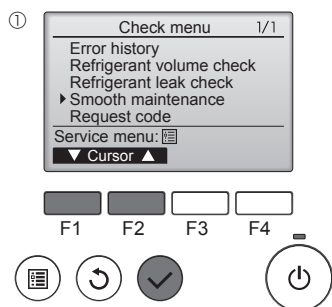 ①
Check menu 1/1
Error history
Refrigerant volume check
Refrigerant leak check
Smooth maintenance
Request code
Service menu:
▼ Cursor ▲
F1 F2 F3 F4